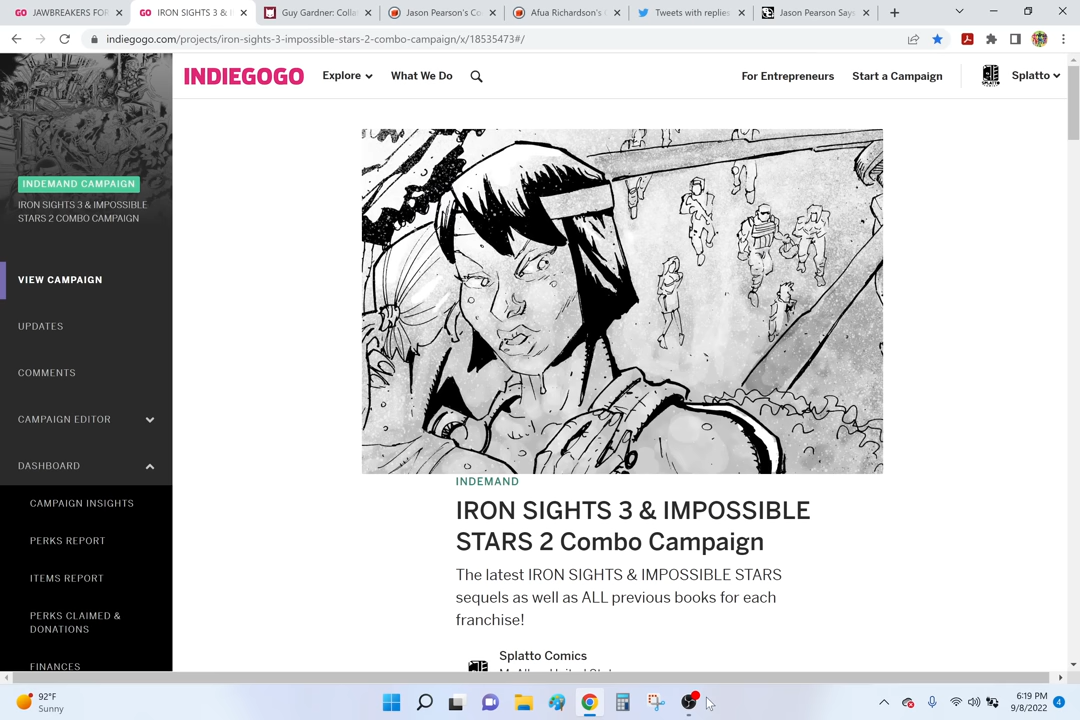 JAWBREAKERS FOR
IRON SIGHTS 3 & I
Guy Gardner: Colla
Jason Pearson's Co
Afua Richardson's
Tweets with replies
Jason Pearson Says
indiegogo.com/projects/iron-sights-3-impossible-stars-2-combo-campaign/x/18535473#/
INDIEGOGO
Explore
What We Do
For Entrepreneurs
Start a Campaign
Splatto
INDEMAND CAMPAIGN
IRON SIGHTS 3 & IMPOSSIBLE
STARS 2 COMBO CAMPAIGN
VIEW CAMPAIGN
UPDATES
COMMENTS
CAMPAIGN EDITOR
DASHBOARD
CAMPAIGN INSIGHTS
PERKS REPORT
ITEMS REPORT
PERKS CLAIMED &
DONATIONS
FINANCES
INDEMAND
IRON SIGHTS 3 & IMPOSSIBLE
STARS 2 Combo Campaign
The latest IRON SIGHTS & IMPOSSIBLE STARS
sequels as well as ALL previous books for each
franchise!
Splatto Comics
92°F
Sunny
6:19 PM
9/8/2022
4